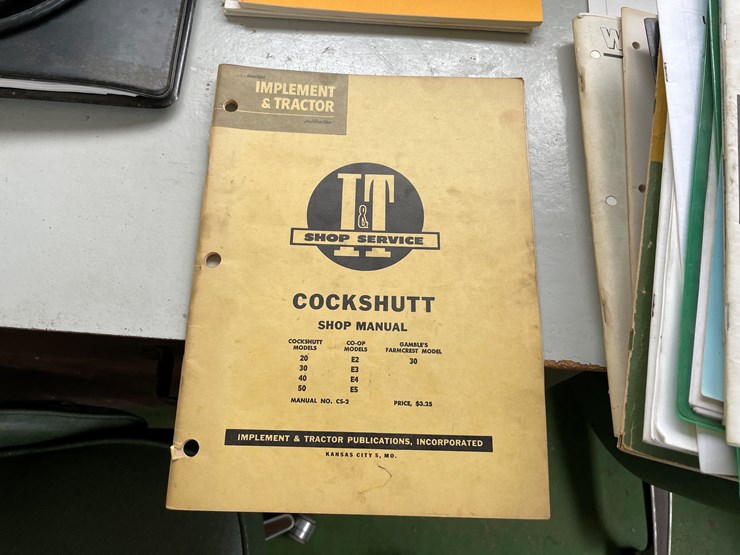 IMPLEMENT
& TRACTOR
I&T
SHOP SERVICE
COCKSHUTT
SHOP MANUAL
COCKSHUTT MODELS CO-OP MODELS GAMBLE'S FARMCREST MODEL
20 E2 30
30 E3
40 E4
50 E5
MANUAL NO. CS-2 PRICE, $3.25
IMPLEMENT & TRACTOR PUBLICATIONS, INCORPORATED
KANSAS CITY 5, MO.
W